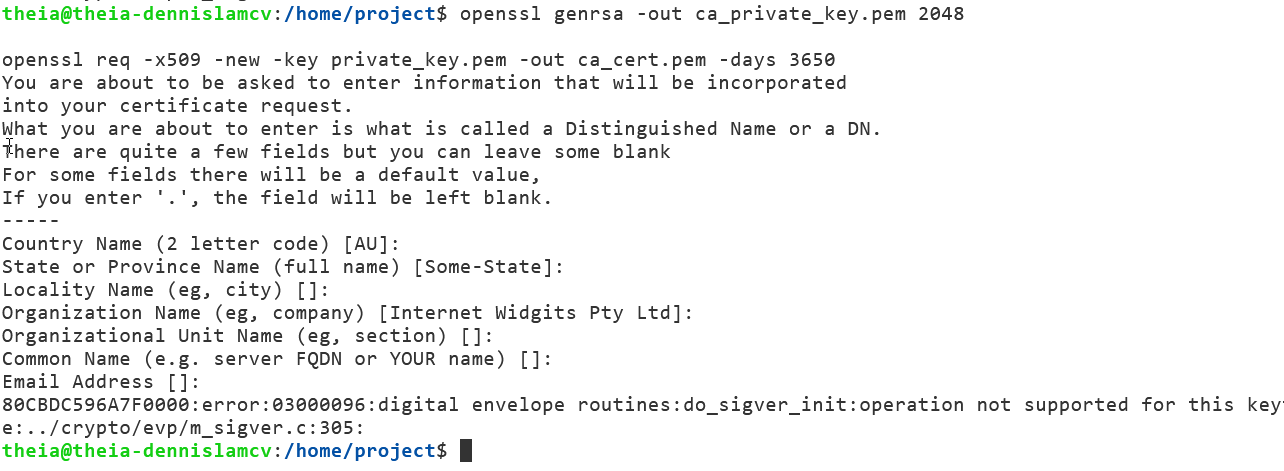 theia@theia-dennislamcv:/home/project$ openssl genrsa -out ca_private_key.pem 2048
openssl req -x509 -new -key private_key.pem -out ca_cert.pem -days 3650
You are about to be asked to enter information that will be incorporated
into your certificate request.
What you are about to enter is what is called a Distinguished Name or a DN.
There are quite a few fields but you can leave some blank
For some fields there will be a default value,
If you enter '.', the field will be left blank.
-----
Country Name (2 letter code) [AU]:
State or Province Name (full name) [Some-State]:
Locality Name (eg, city) []:
Organization Name (eg, company) [Internet Widgits Pty Ltd]:
Organizational Unit Name (eg, section) []:
Common Name (e.g. server FQDN or YOUR name) []:
Email Address []:
80CBDC596A7F0000:error:03000096:digital envelope routines:do_sigver_init:operation not supported for this key
e:../crypto/evp/m_sigver.c:305:
theia@theia-dennislamcv:/home/project$